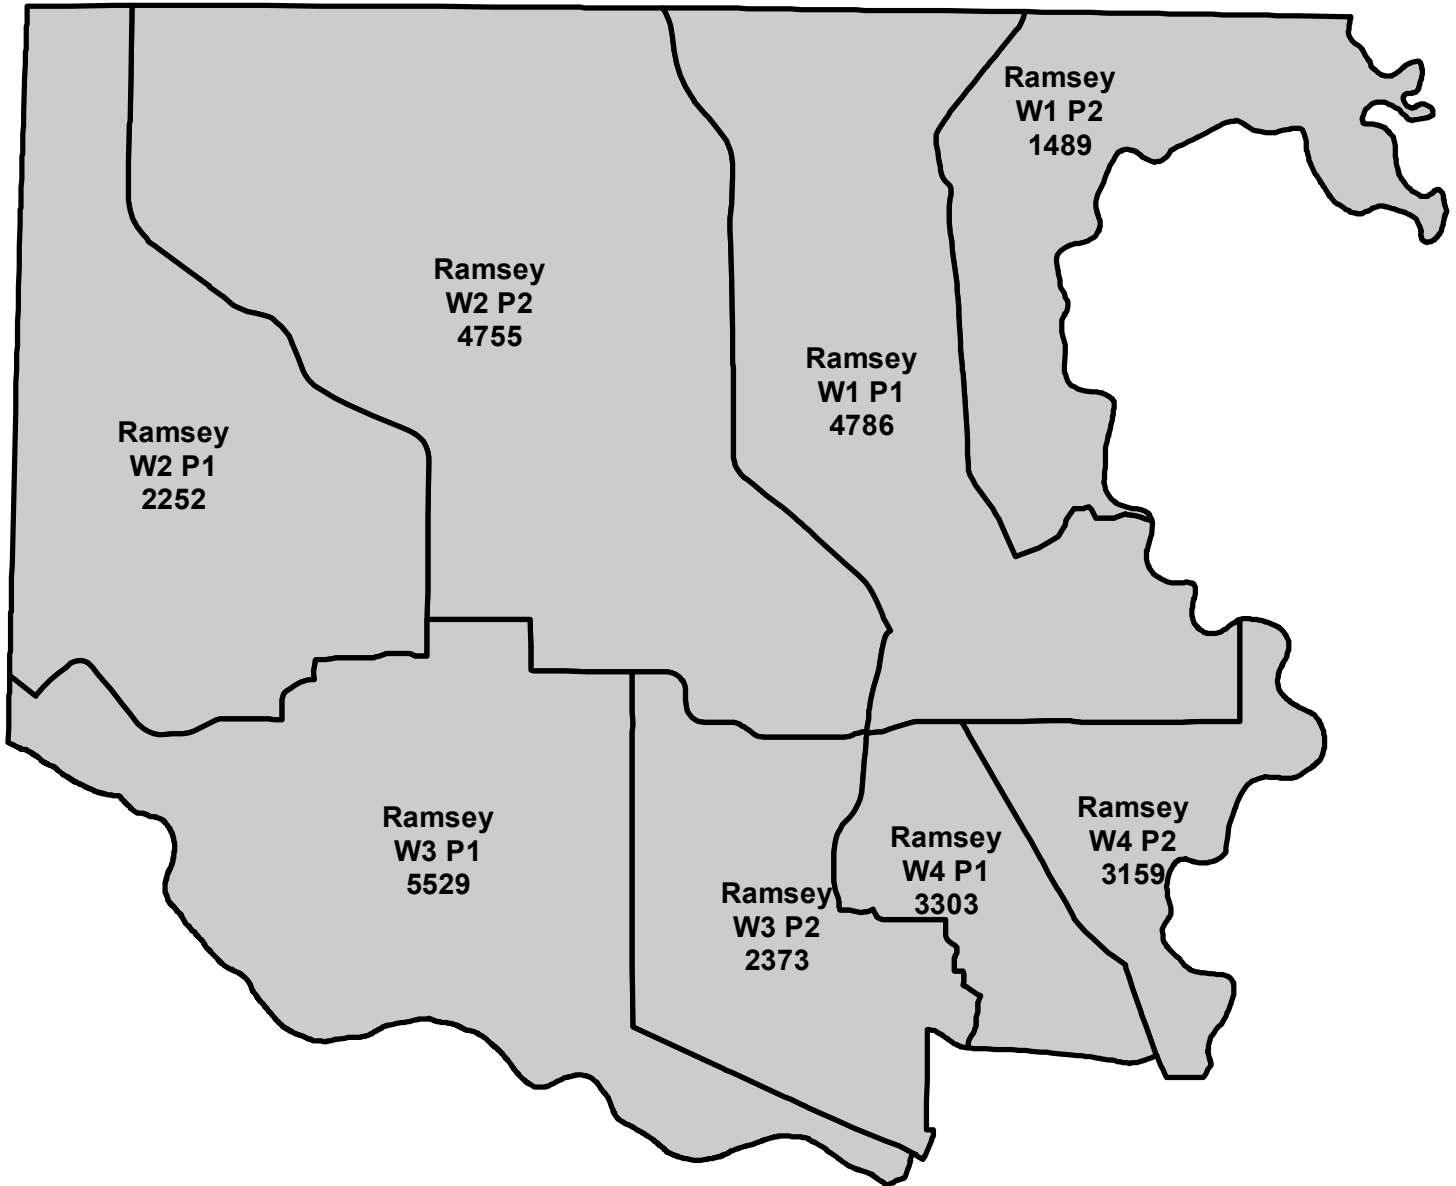 Ramsey
W1 P2
1489
Ramsey
W2 P2
4755
Ramsey
W1 P1
4786
Ramsey
W2 P1
2252
Ramsey
W3 P1
5529
Ramsey
W4 P2
3159
Ramsey
W4 P1
3303
Ramsey
W3 P2
2373